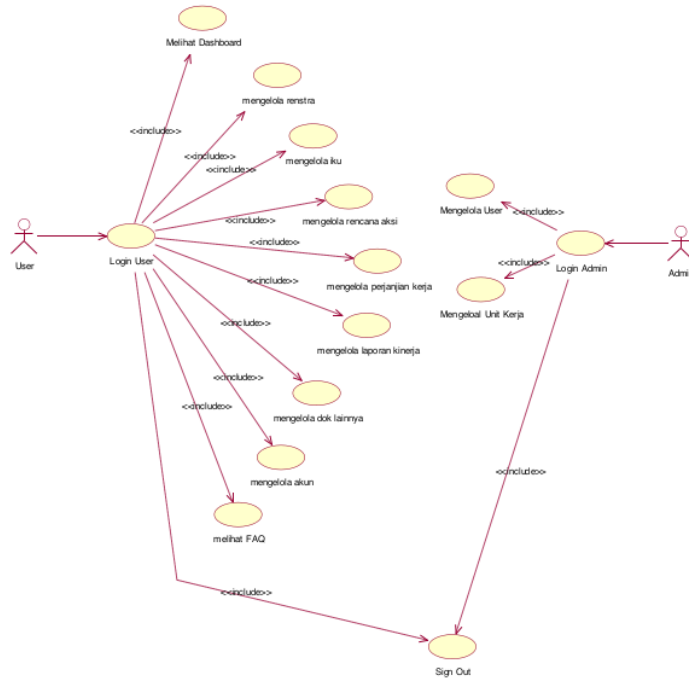 Melihat Dashboard
mengelola renstra
<<include>>
<<include>>
mengelola iku
<<include>>
Mengelola User
<<include>>
mengelola rencana aksi
<<include>>
<<include>>
User
Login User
<<include>>
Login Admin
Admi
mengelola perjanjian kerja
Mengeloal Unit Kerja
<<include>>
mengelola laporan kinerja
<<include>>
<<include>>
mengelola dok lainnya
<<include>>
mengelola akun
melihat FAQ
<<include>>
Sign Out